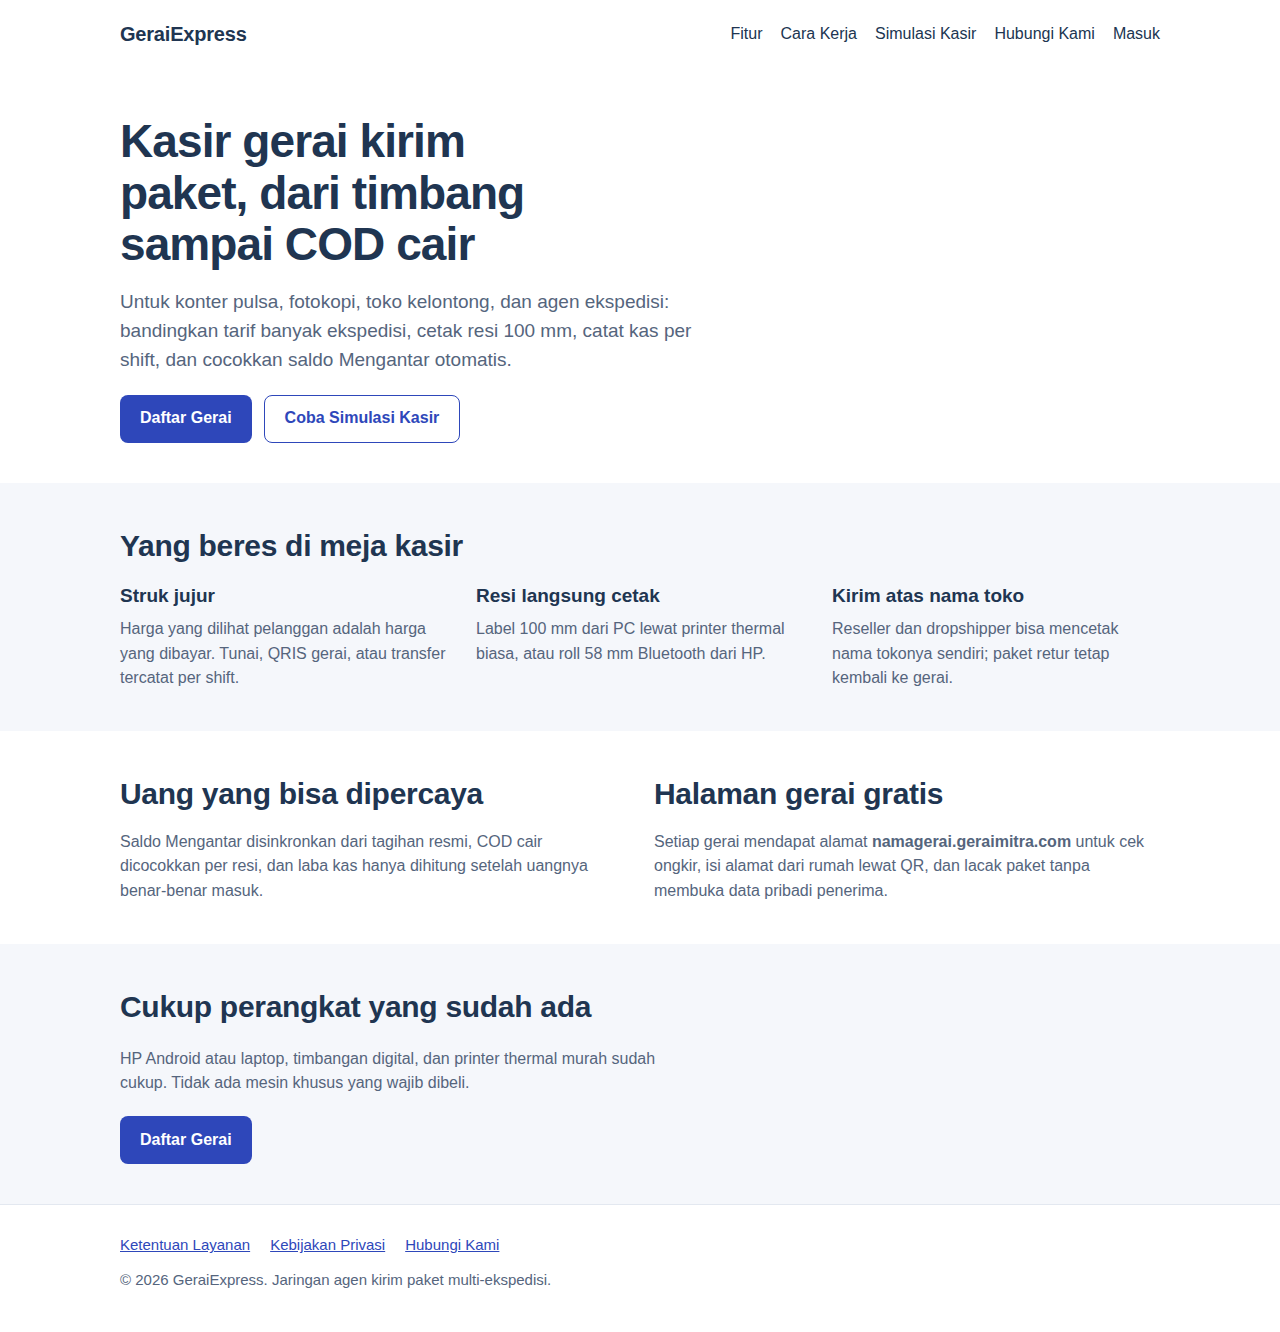 GeraiExpress
Fitur Cara Kerja Simulasi Kasir Hubungi Kami Masuk
Kasir gerai kirim
paket, dari timbang
sampai COD cair
Untuk konter pulsa, fotokopi, toko kelontong, dan agen ekspedisi:
bandingkan tarif banyak ekspedisi, cetak resi 100 mm, catat kas per
shift, dan cocokkan saldo Mengantar otomatis.
Daftar Gerai Coba Simulasi Kasir
Yang beres di meja kasir
Struk jujur
Harga yang dilihat pelanggan adalah harga
yang dibayar. Tunai, QRIS gerai, atau transfer
tercatat per shift.
Resi langsung cetak
Label 100 mm dari PC lewat printer thermal
biasa, atau roll 58 mm Bluetooth dari HP.
Kirim atas nama toko
Reseller dan dropshipper bisa mencetak
nama tokonya sendiri; paket retur tetap
kembali ke gerai.
Uang yang bisa dipercaya
Saldo Mengantar disinkronkan dari tagihan resmi, COD cair
dicocokkan per resi, dan laba kas hanya dihitung setelah uangnya
benar-benar masuk.
Halaman gerai gratis
Setiap gerai mendapat alamat namagerai.geraimitra.com untuk cek
ongkir, isi alamat dari rumah lewat QR, dan lacak paket tanpa
membuka data pribadi penerima.
Cukup perangkat yang sudah ada
HP Android atau laptop, timbangan digital, dan printer thermal murah sudah
cukup. Tidak ada mesin khusus yang wajib dibeli.
Daftar Gerai
Ketentuan Layanan Kebijakan Privasi Hubungi Kami
© 2026 GeraiExpress. Jaringan agen kirim paket multi-ekspedisi.